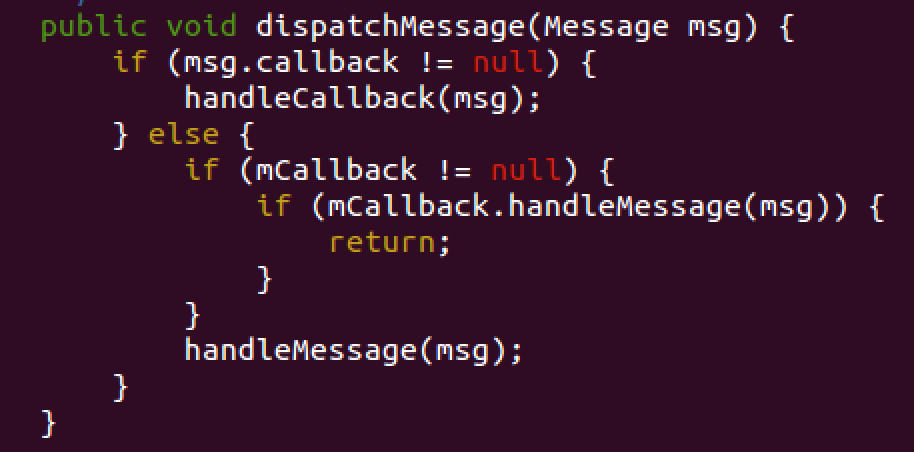 public void dispatchMessage(Message msg) {
    if (msg.callback != null) {
        handleCallback(msg);
    } else {
        if (mCallback != null) {
            if (mCallback.handleMessage(msg)) {
                return;
            }
        }
        handleMessage(msg);
    }
}